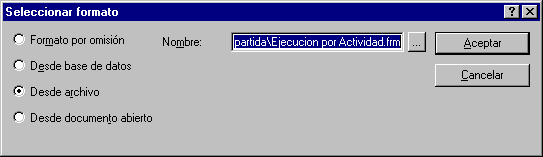 Seleccionar formato
Formato por omisión
Nombre:
partida\Ejecucion por Actividad.frm
...
Aceptar
Desde base de datos
Cancelar
Desde archivo
Desde documento abierto